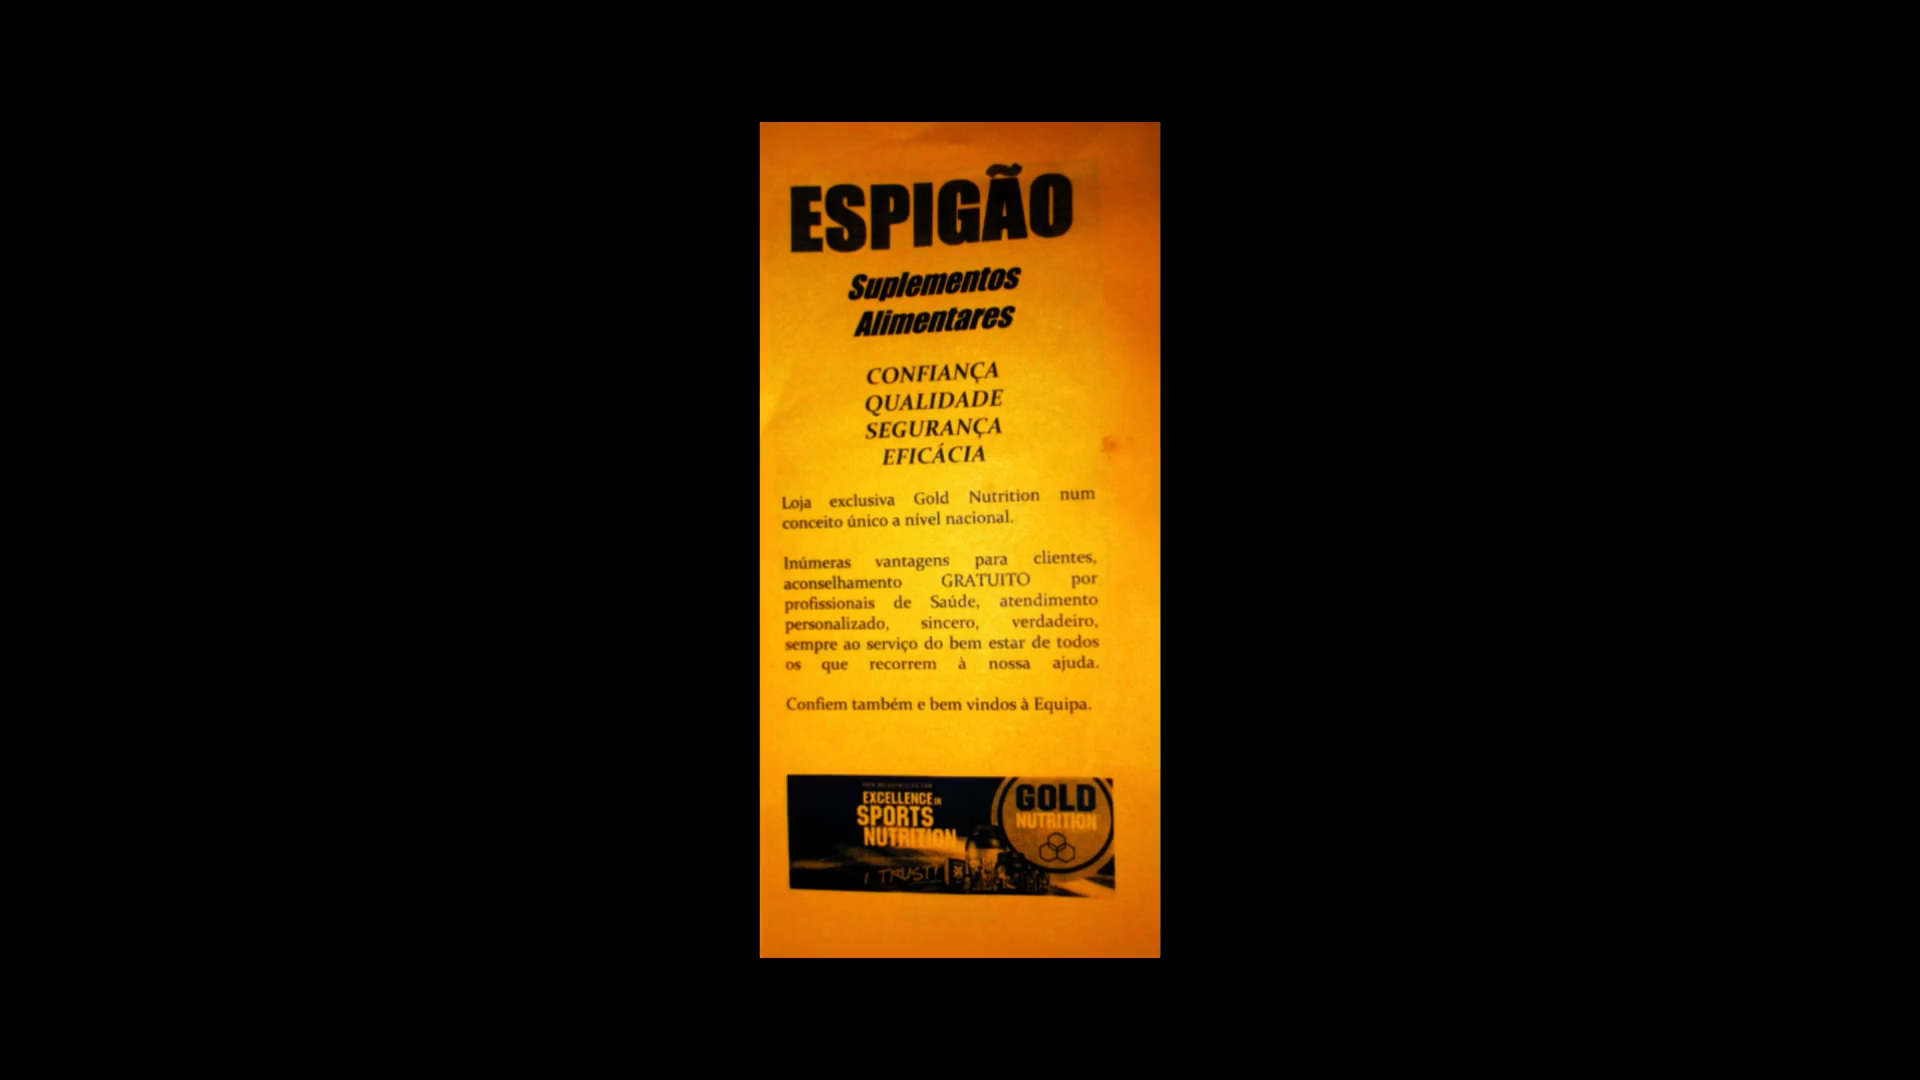 ESPIGÃO
Suplementos
Alimentares
CONFIANÇA
QUALIDADE
SEGURANÇA
EFICÁCIA
Loja exclusiva Gold Nutrition num
conceito único a nível nacional.
Inúmeras vantagens para clientes,
aconselhamento GRATUITO por
profissionais de Saúde, atendimento
personalizado, sincero, verdadeiro,
sempre ao serviço do bem estar de todos
os que recorrem à nossa ajuda.
Confiem também e bem vindos à Equipa.
EXCELLENCE IN
SPORTS
NUTRITION
I TRUST!
GOLD
NUTRITION